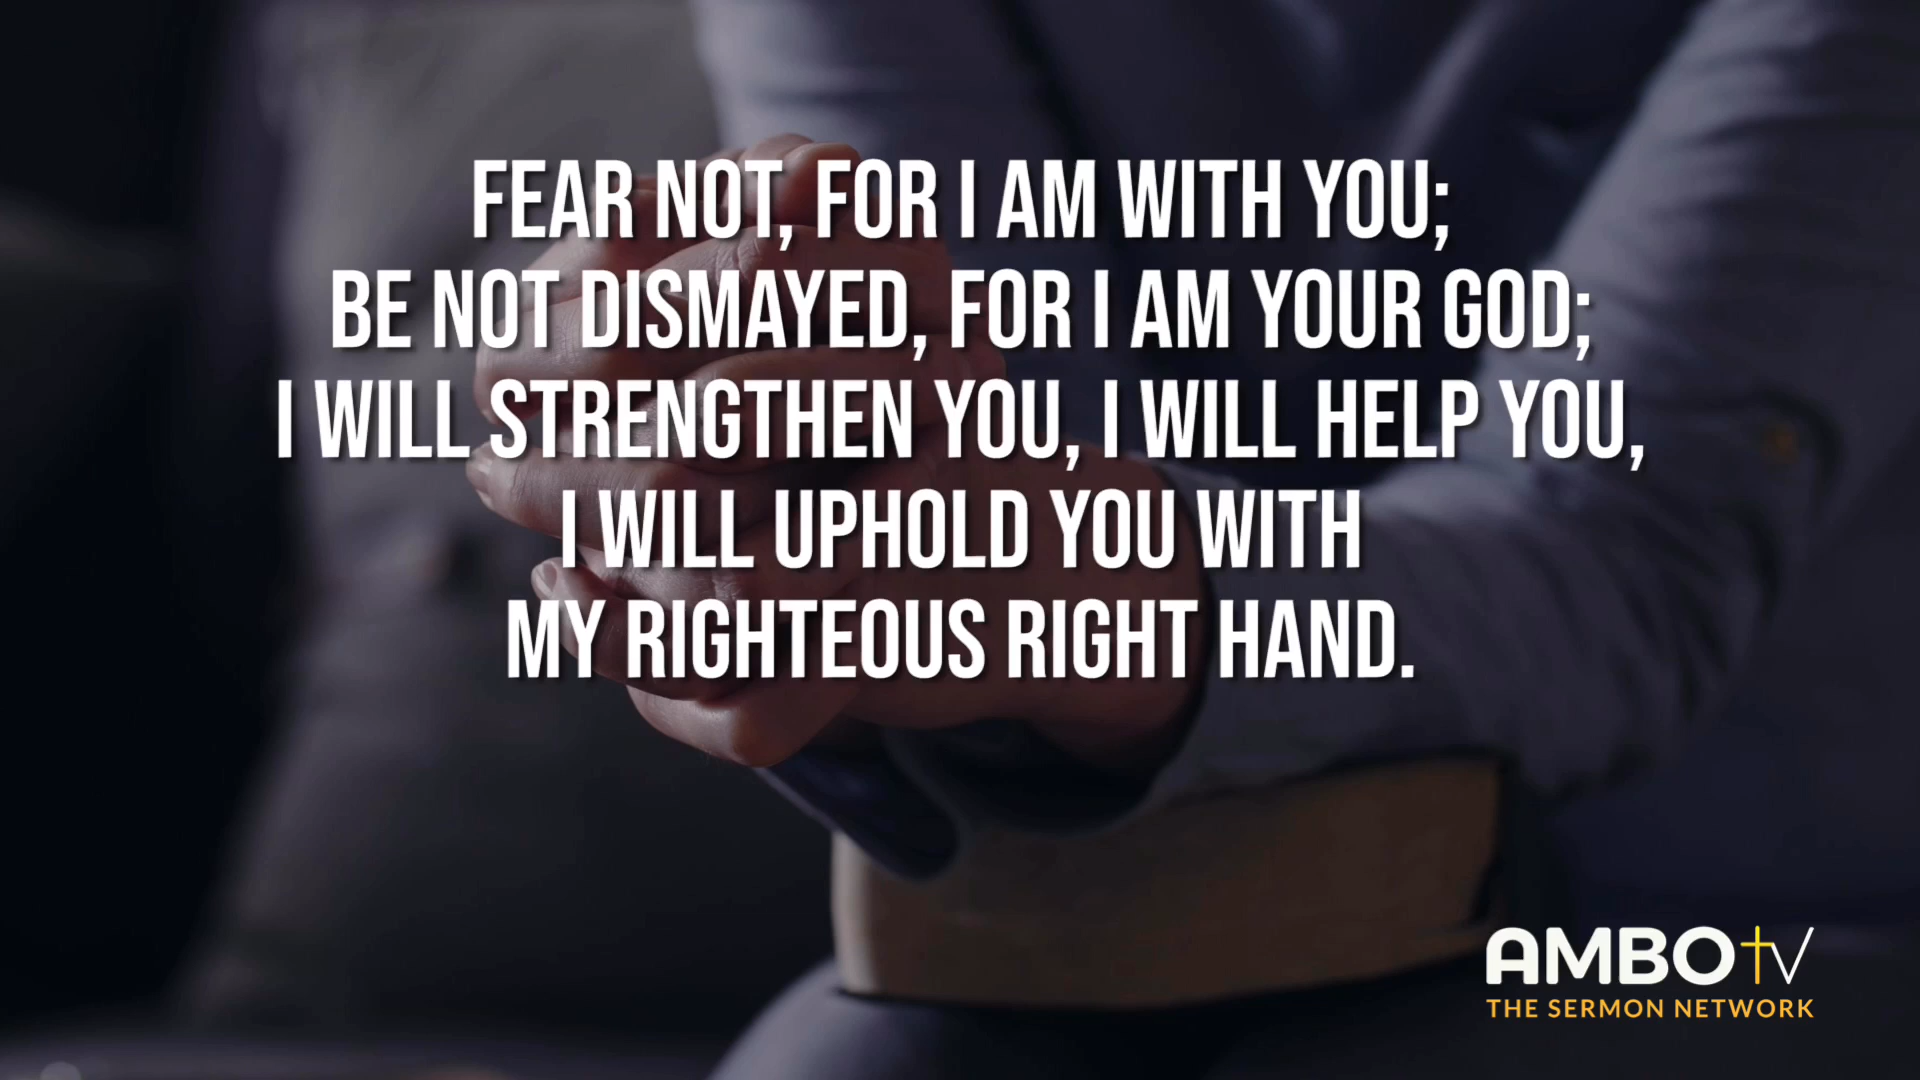 FEAR NOT, FOR I AM WITH YOU;
BE NOT DISMAYED, FOR I AM YOUR GOD;
I WILL STRENGTHEN YOU, I WILL HELP YOU,
I WILL UPHOLD YOU WITH
MY RIGHTEOUS RIGHT HAND.
AMBOtv
THE SERMON NETWORK